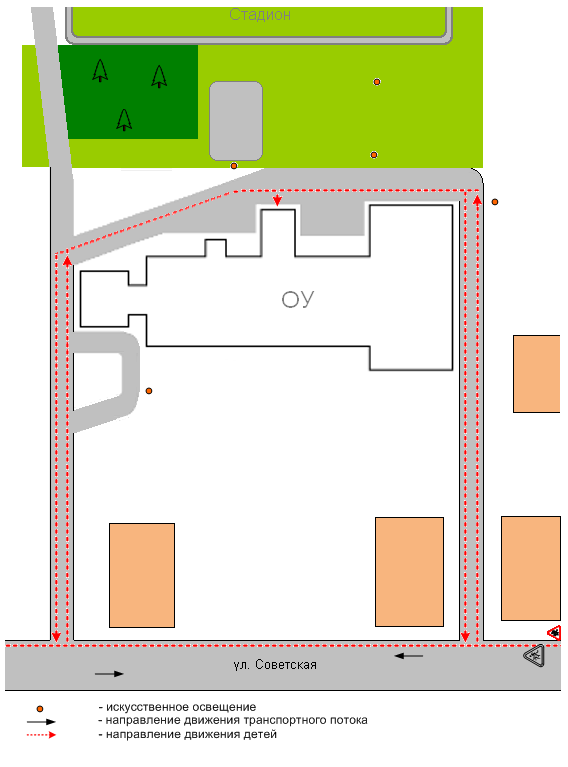 Стадион
ОУ
ул. Советская
- искусственное освещение
- направление движения транспортного потока
- направление движения детей